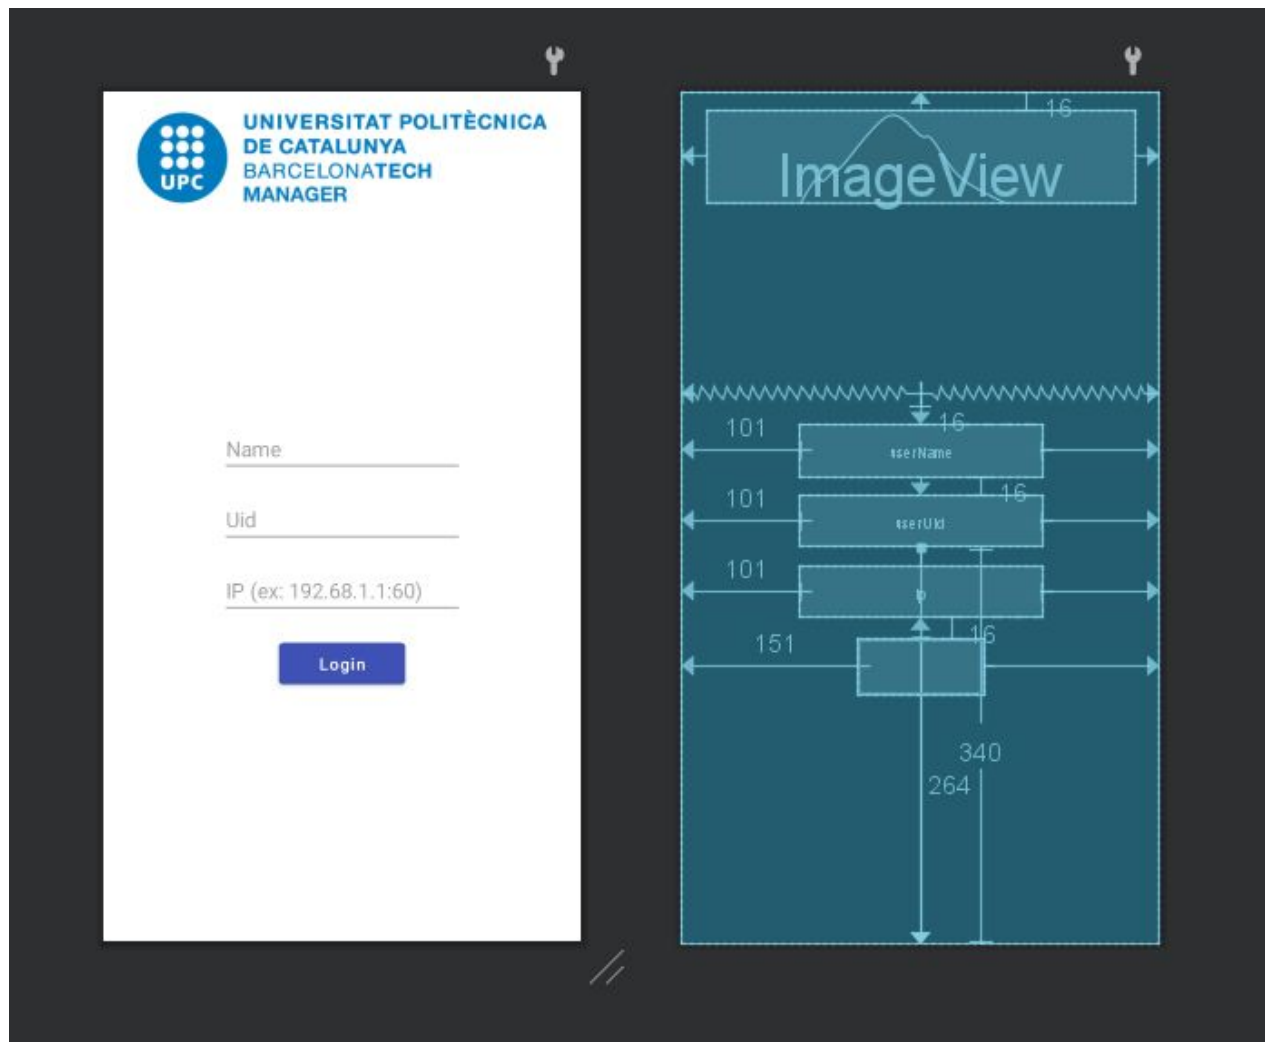 UPC
UNIVERSITAT POLITÈCNICA
DE CATALUNYA
BARCELONATECH
MANAGER
Name
Uid
IP (ex: 192.68.1.1:60)
Login
16
ImageView
16
101
userName
16
101
userUid
101
ip
16
151
340
264